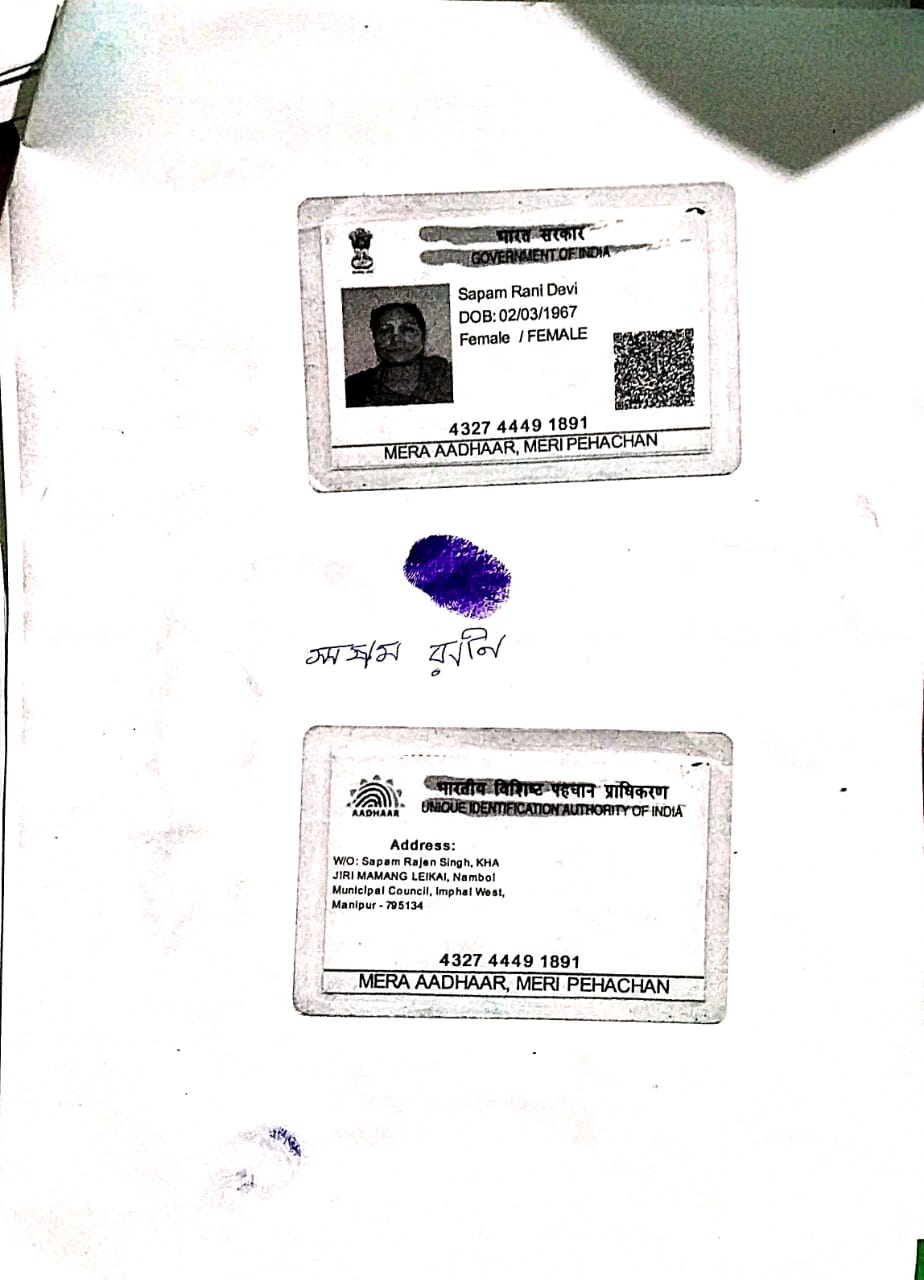 भारत सरकार
GOVERNMENT OF INDIA
Sapam Rani Devi
DOB: 02/03/1967
Female / FEMALE
4327 4449 1891
MERA AADHAAR, MERI PEHACHAN
সাপম রানি
भारतीय विशिष्ट पहचान प्राधिकरण
AADHAAR
UNIQUE IDENTIFICATION AUTHORITY OF INDIA
Address:
W/O: Sapam Rajen Singh, KHA
JIRI MAMANG LEIKAI, Nambol
Municipal Council, Imphal West,
Manipur - 795134
4327 4449 1891
MERA AADHAAR, MERI PEHACHAN